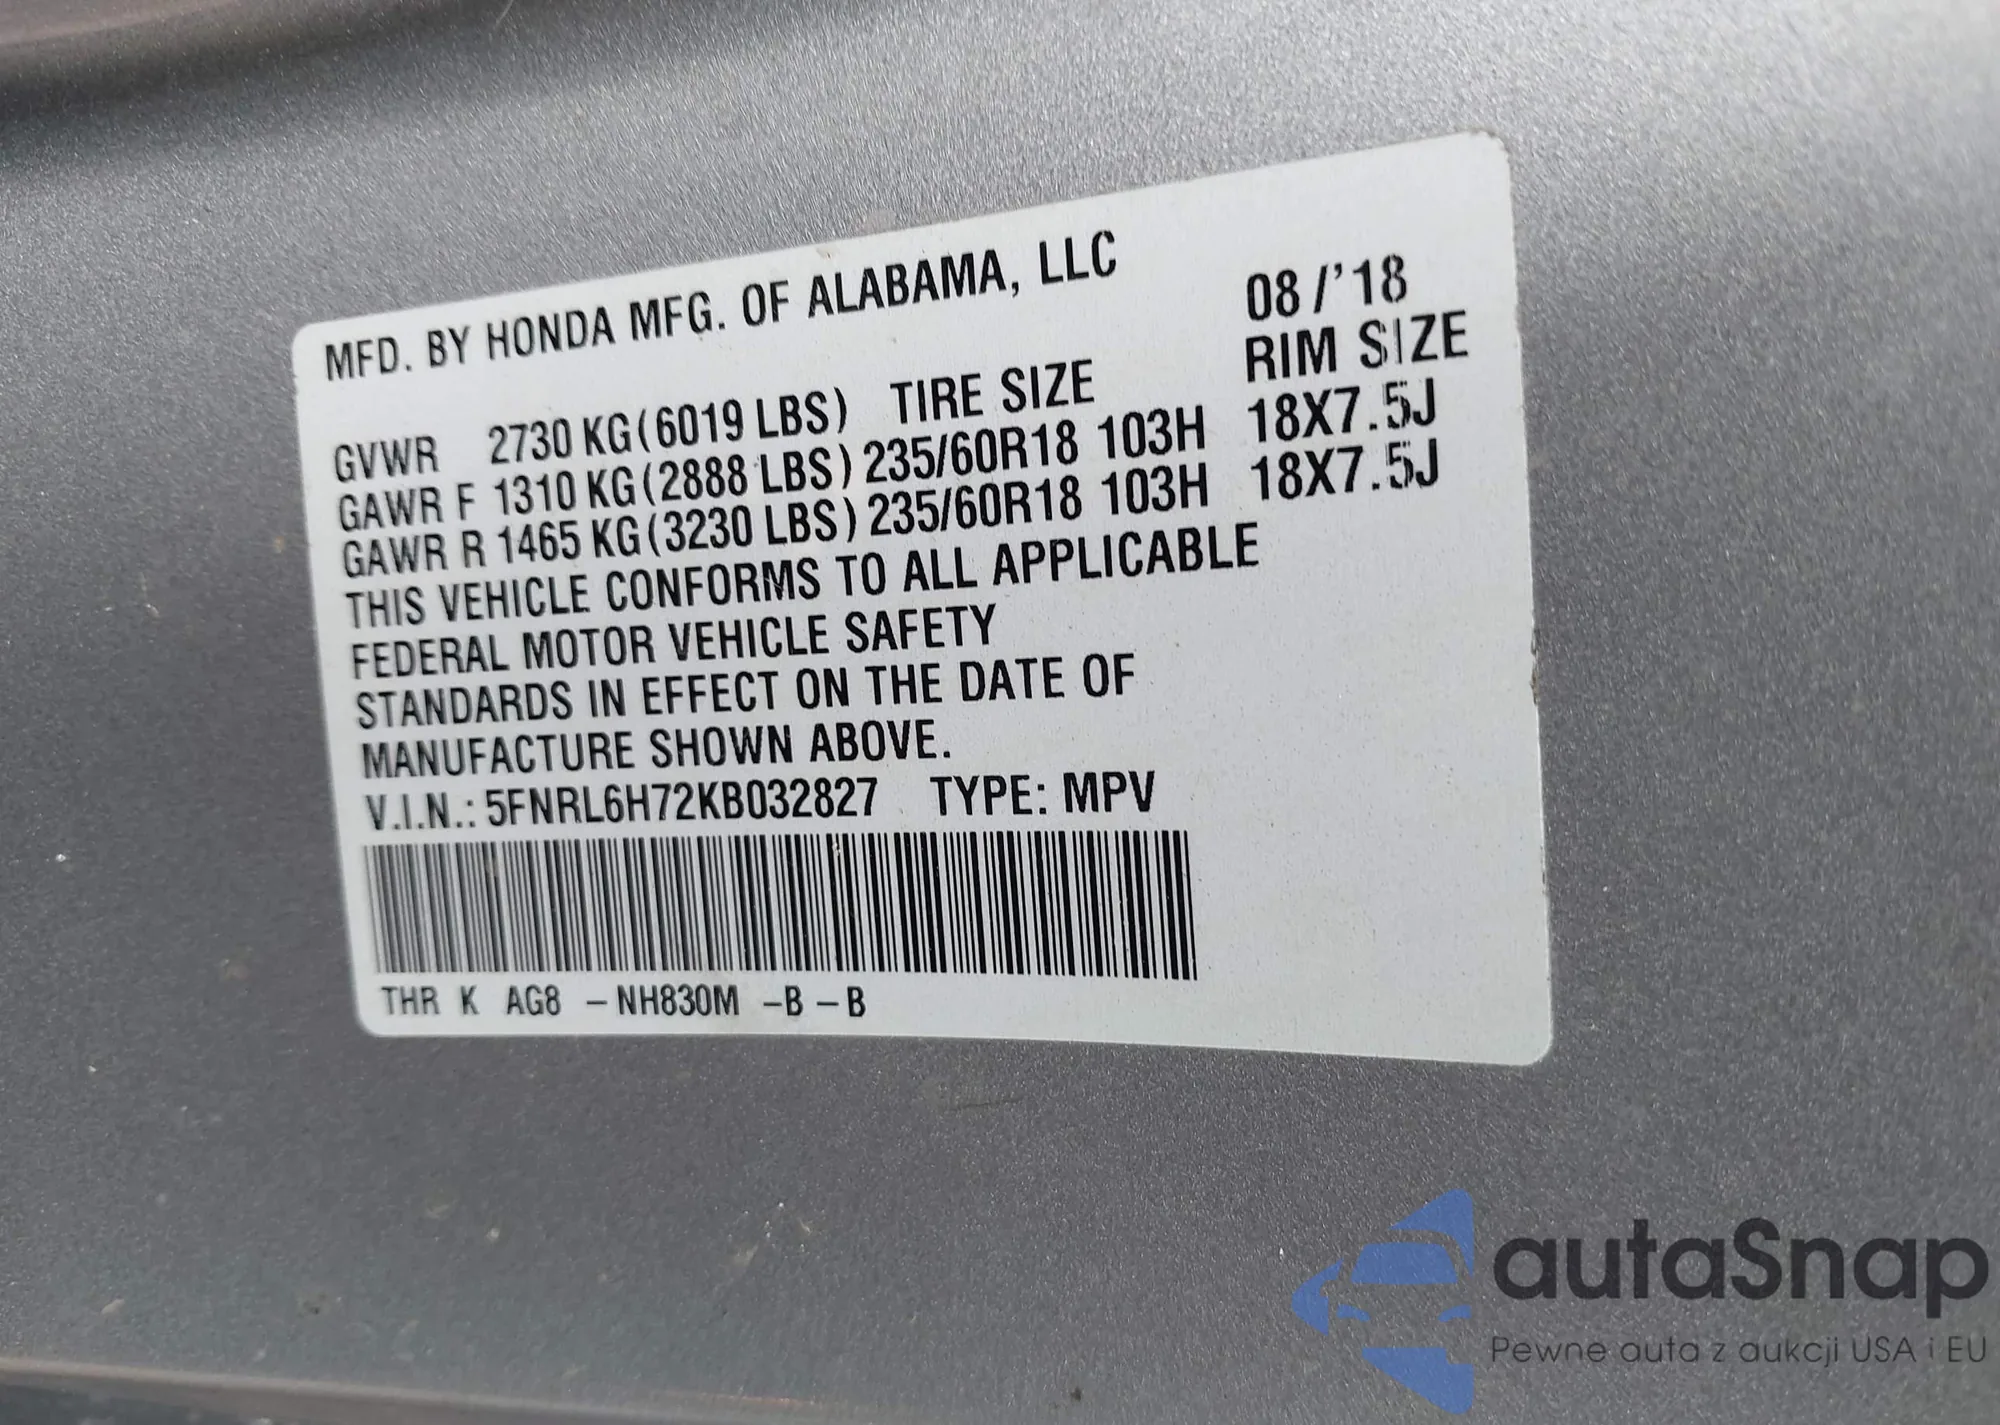 MFD. BY HONDA MFG. OF ALABAMA, LLC 08/'18
GVWR 2730 KG(6019 LBS) TIRE SIZE RIM SIZE
GAWR F 1310 KG(2888 LBS) 235/60R18 103H 18X7.5J
GAWR R 1465 KG(3230 LBS) 235/60R18 103H 18X7.5J
THIS VEHICLE CONFORMS TO ALL APPLICABLE
FEDERAL MOTOR VEHICLE SAFETY
STANDARDS IN EFFECT ON THE DATE OF
MANUFACTURE SHOWN ABOVE.
V.I.N.: 5FNRL6H72KB032827 TYPE: MPV
THR K AG8 –NH830M –B –B
autaSnap
Pewne auta z aukcji USA i EU